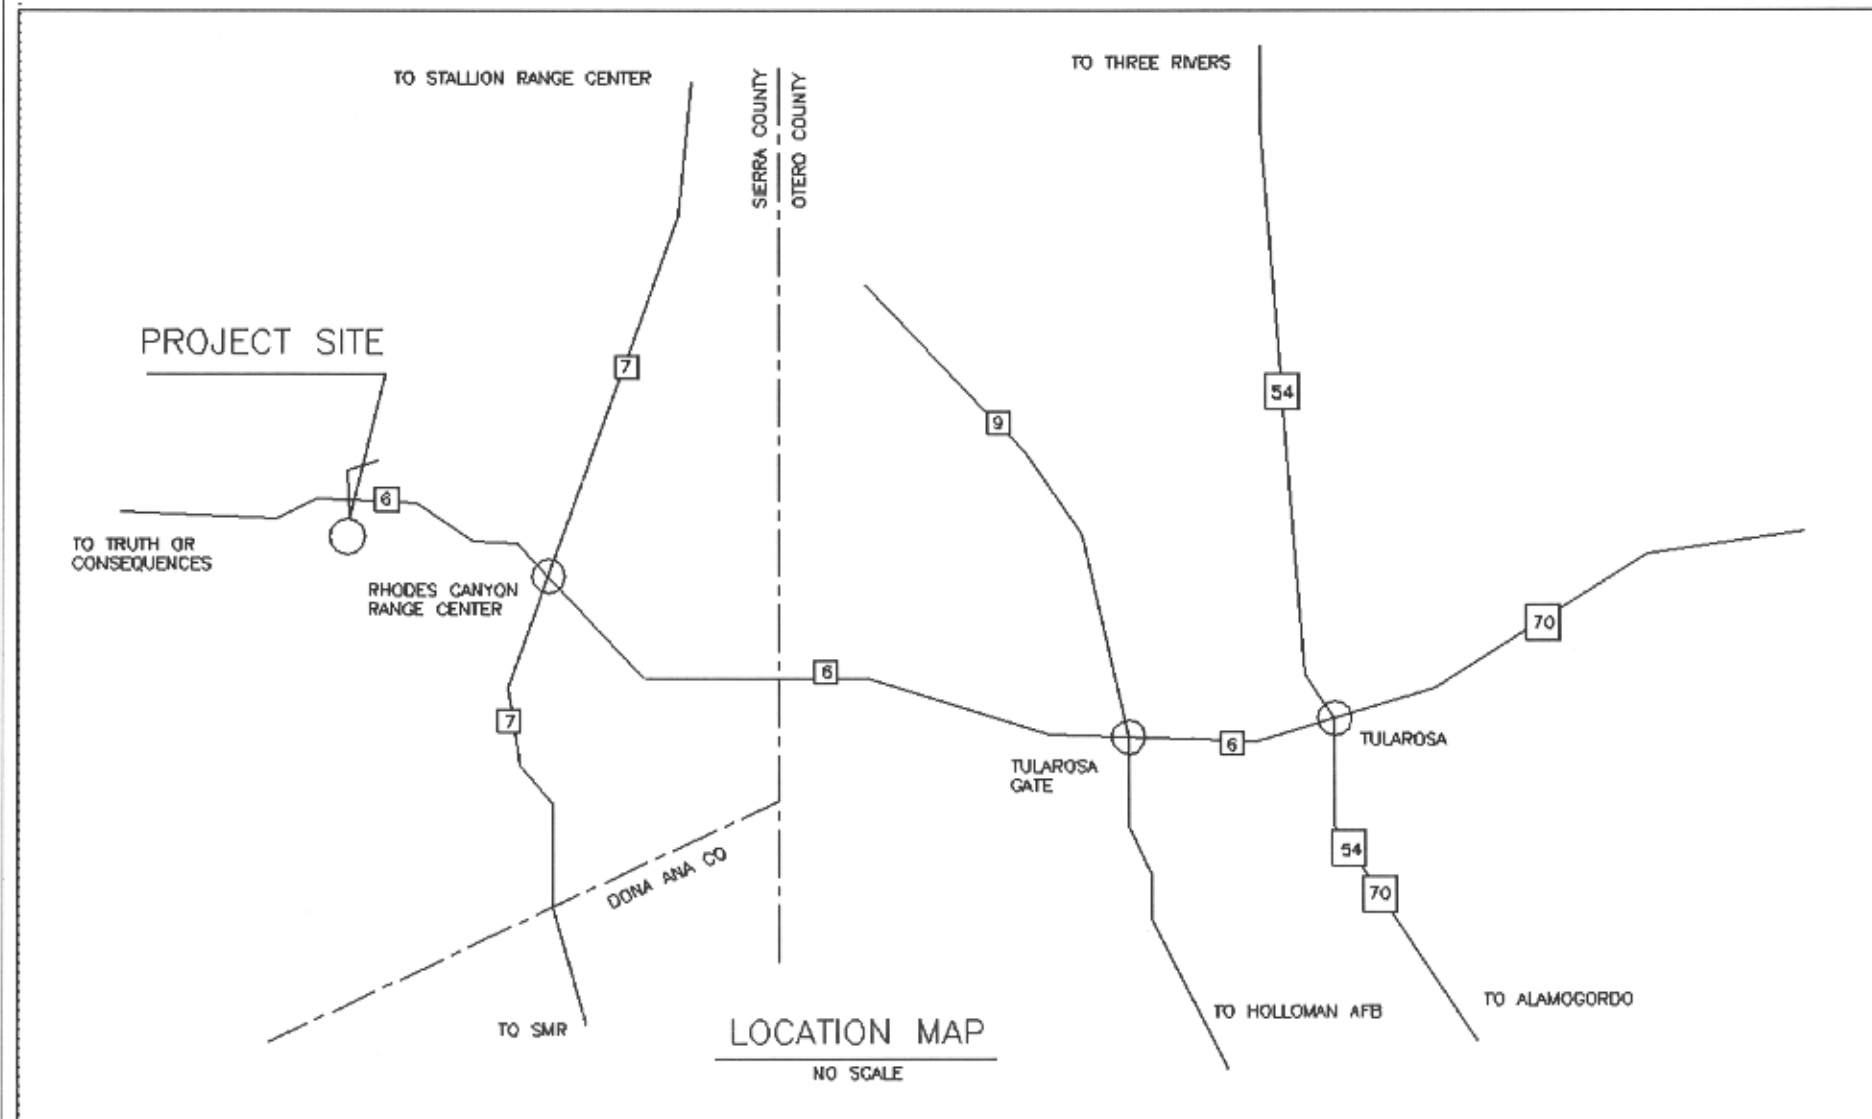 TO STALLION RANGE CENTER
SIERRA COUNTY
OTERO COUNTY
TO THREE RIVERS
PROJECT SITE
7
9
54
6
TO TRUTH OR
CONSEQUENCES
RHODES CANYON
RANGE CENTER
70
6
7
6
TULAROSA
TULAROSA
GATE
54
DONA ANA CO
70
TO SMR
LOCATION MAP
NO SCALE
TO HOLLOMAN AFB
TO ALAMOGORDO